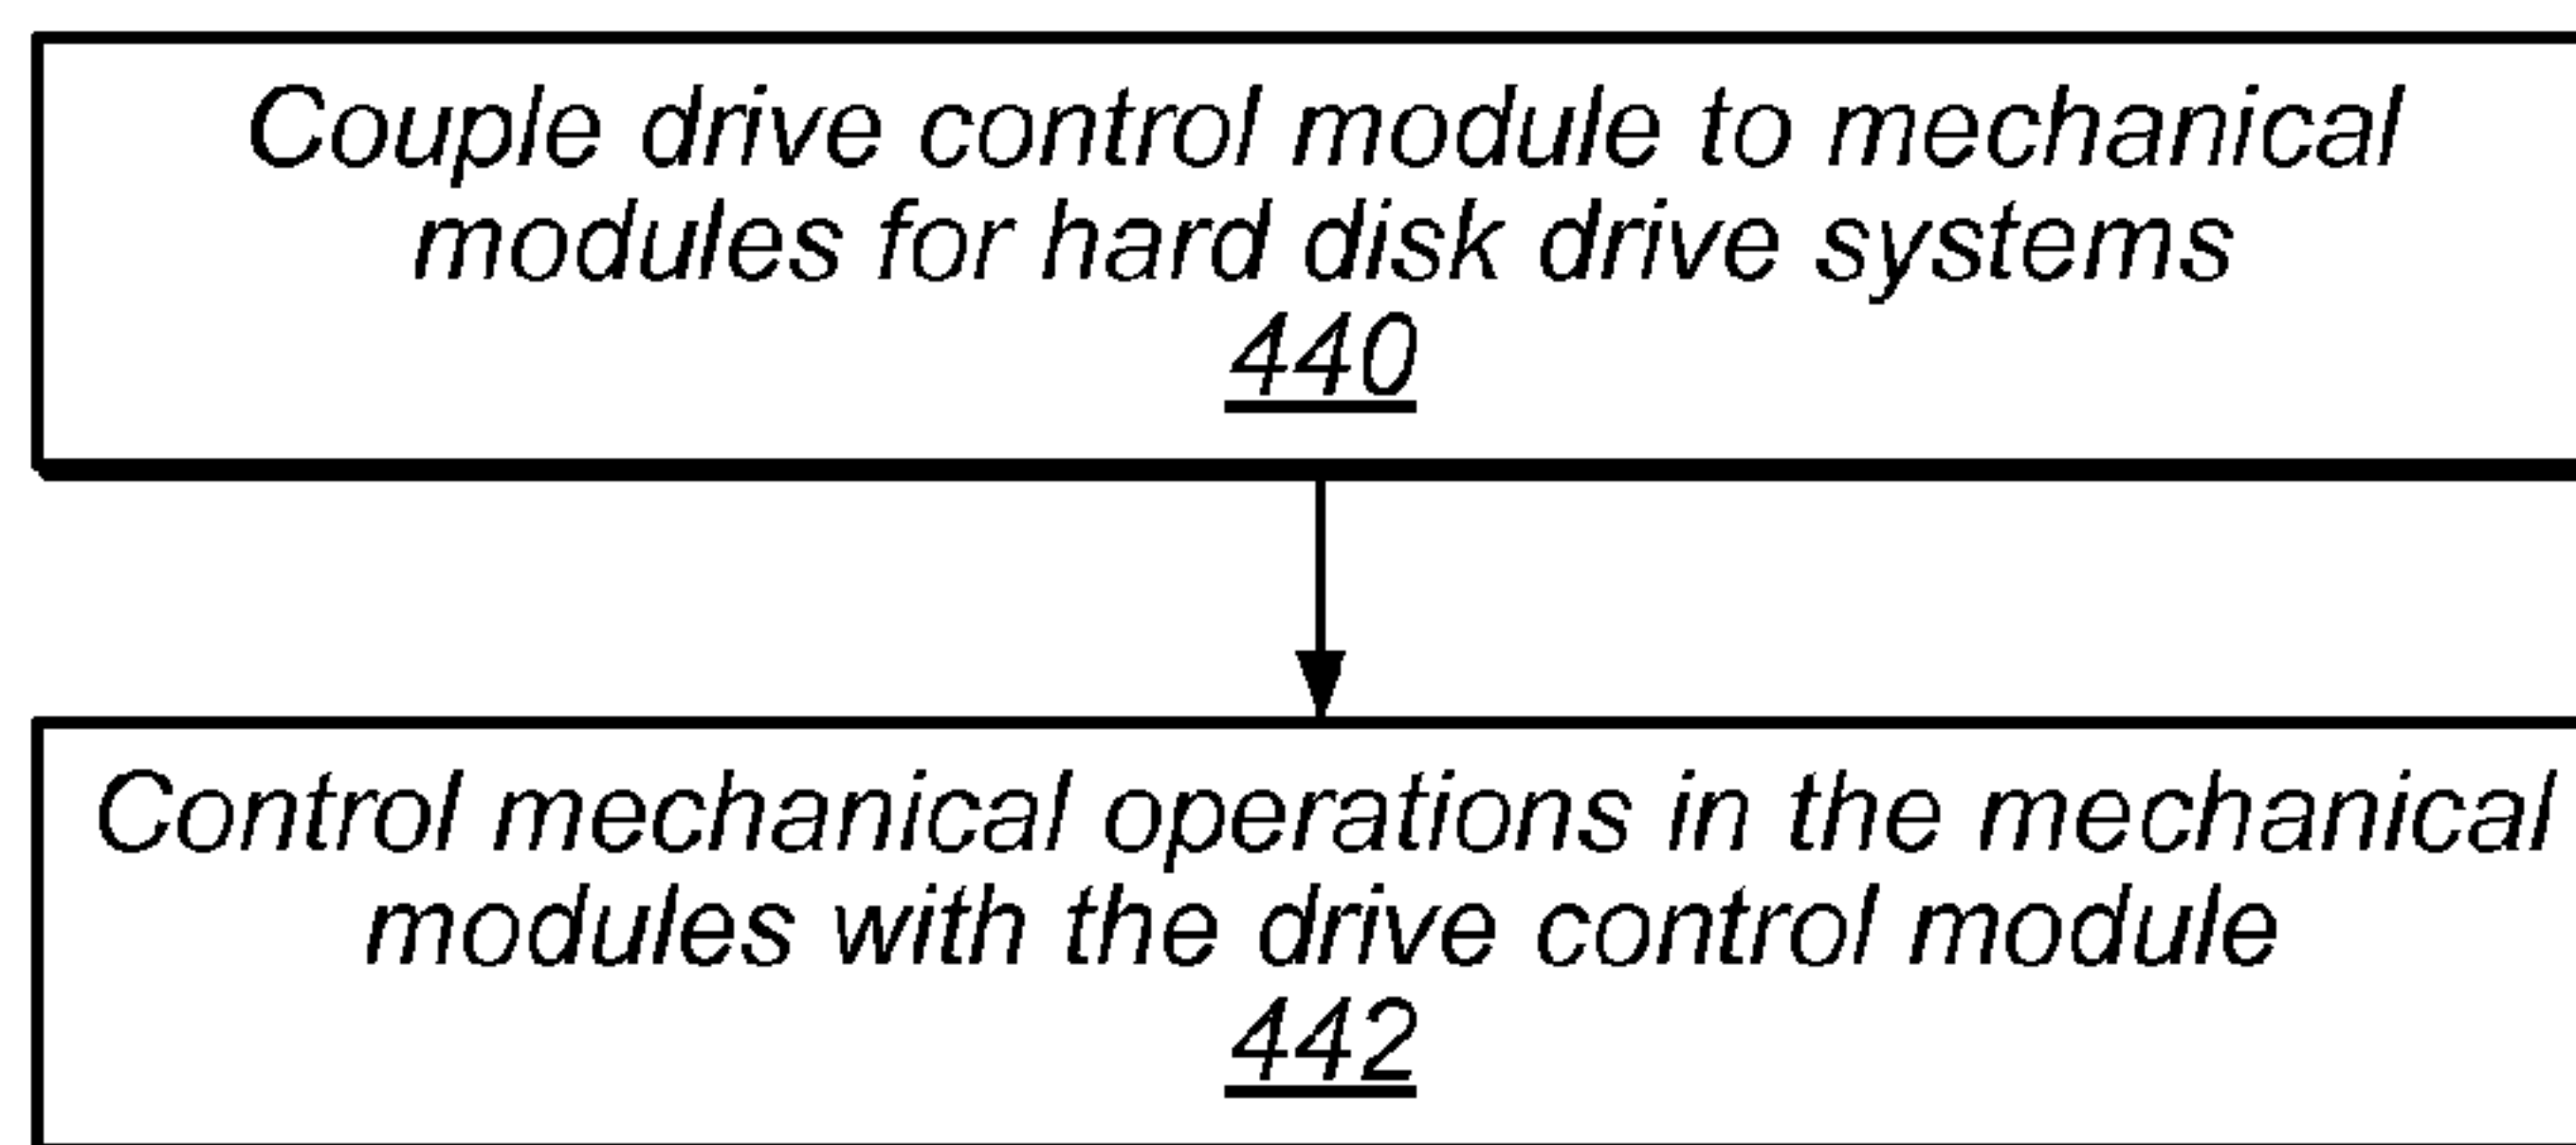 Couple drive control module to mechanical
modules for hard disk drive systems
440
Control mechanical operations in the mechanical
modules with the drive control module
442